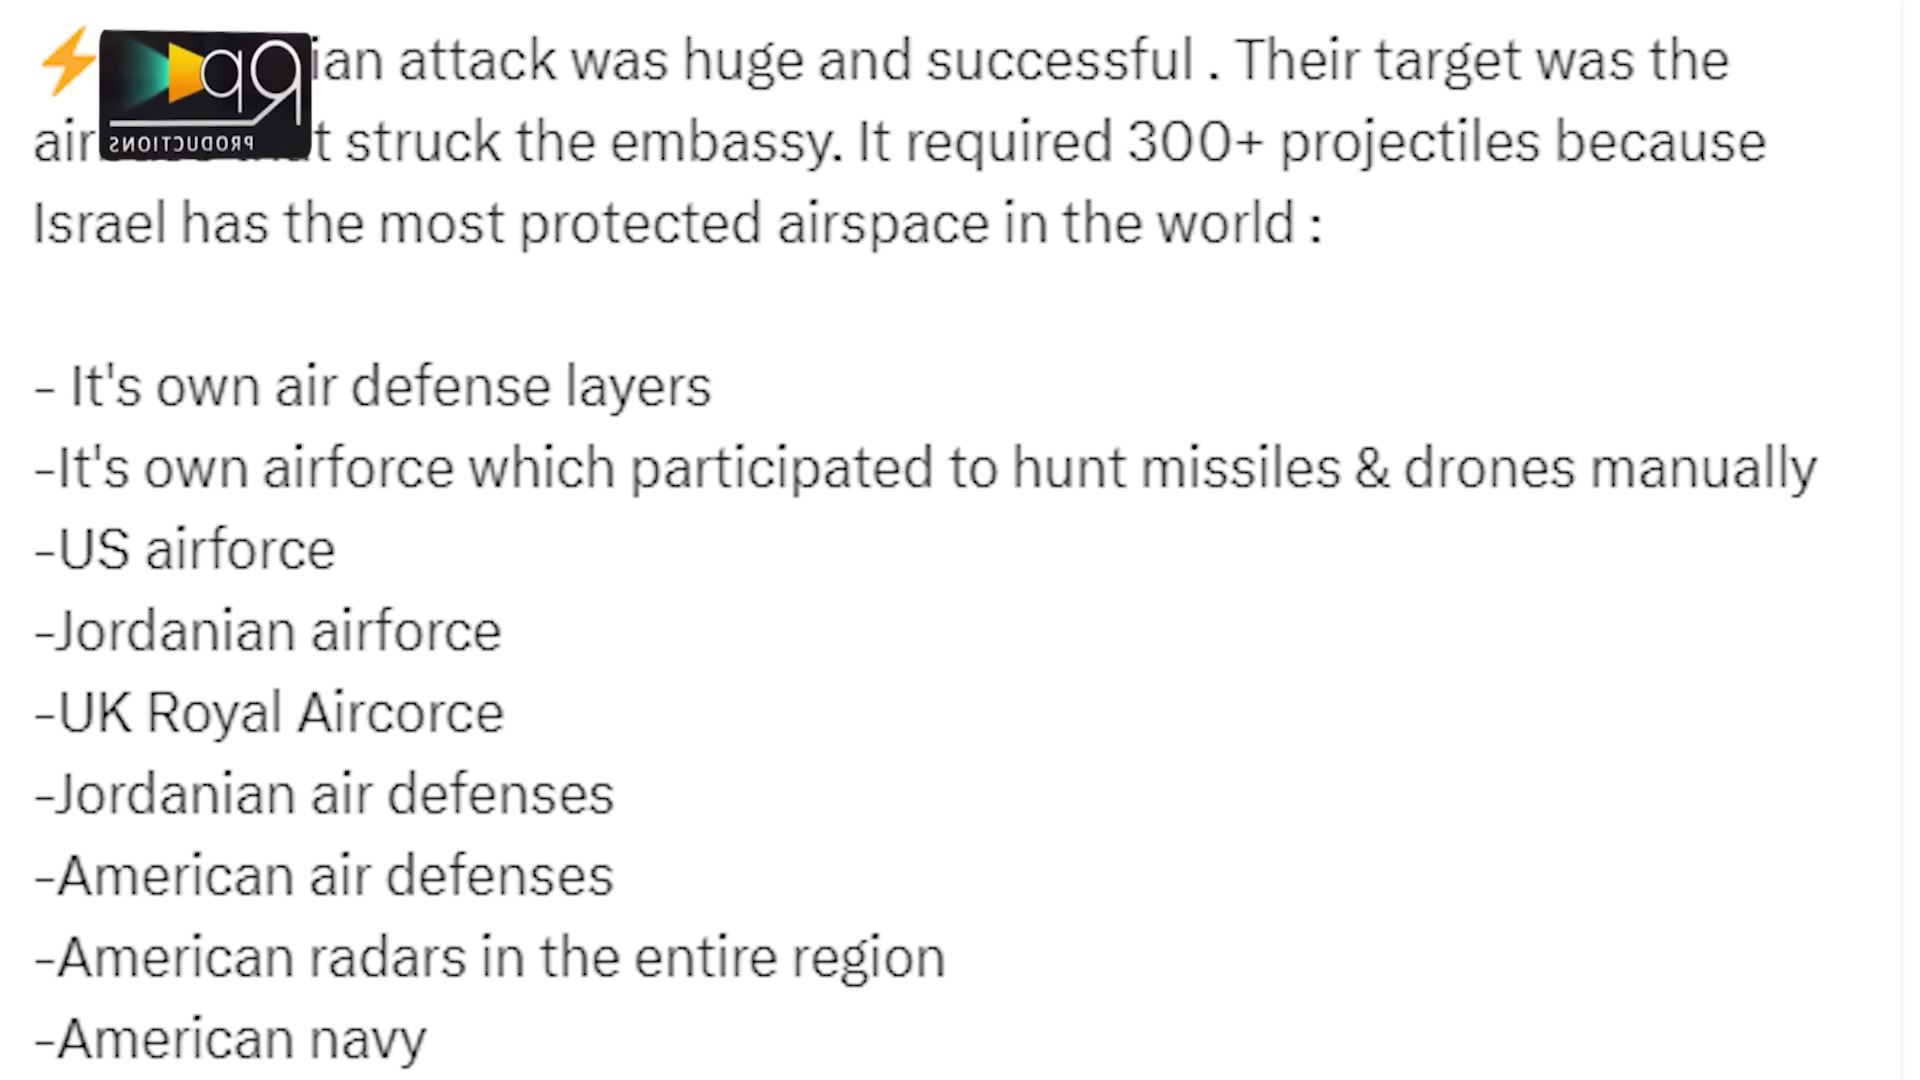 ian attack was huge and successful . Their target was the
air t struck the embassy. It required 300+ projectiles because
Israel has the most protected airspace in the world :
- It's own air defense layers
-It's own airforce which participated to hunt missiles & drones manually
-US airforce
-Jordanian airforce
-UK Royal Aircorce
-Jordanian air defenses
-American air defenses
-American radars in the entire region
-American navy
PRODUCTIONS